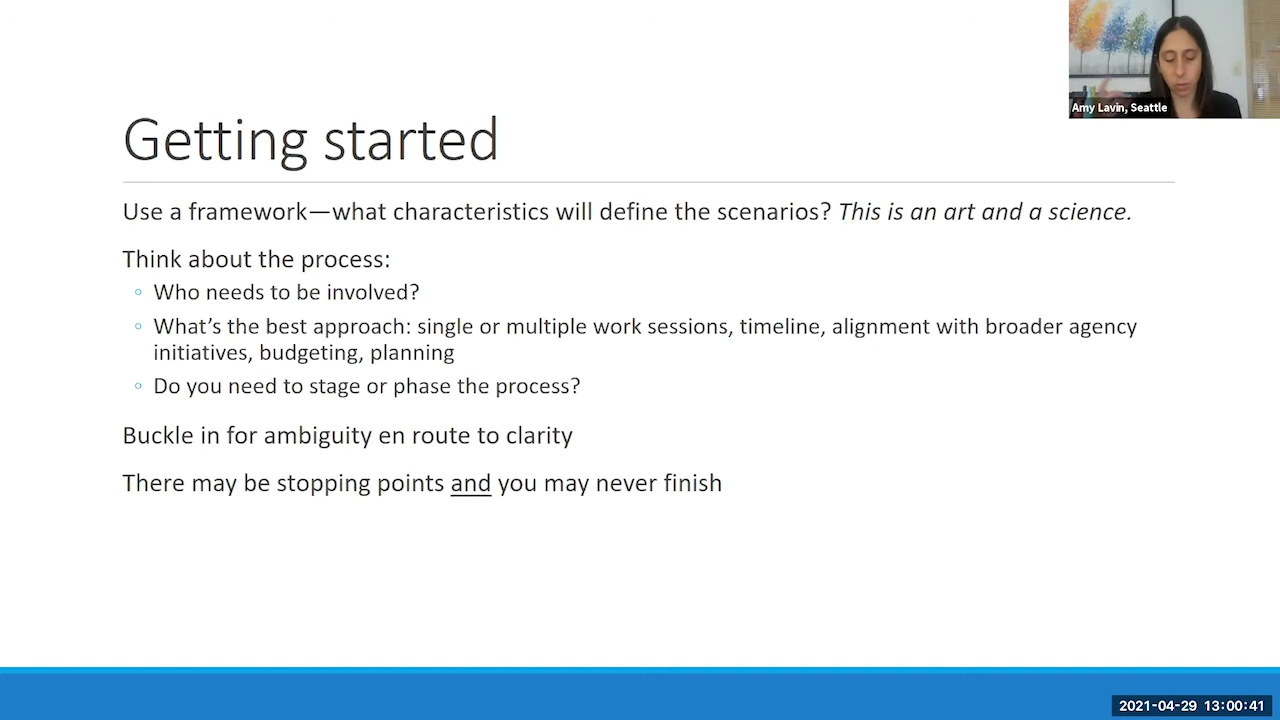 Amy Lavin, Seattle
Getting started
Use a framework—what characteristics will define the scenarios? This is an art and a science.
Think about the process:
◦ Who needs to be involved?
◦ What’s the best approach: single or multiple work sessions, timeline, alignment with broader agency
initiatives, budgeting, planning
◦ Do you need to stage or phase the process?
Buckle in for ambiguity en route to clarity
There may be stopping points and you may never finish
2021-04-29 13:00:41